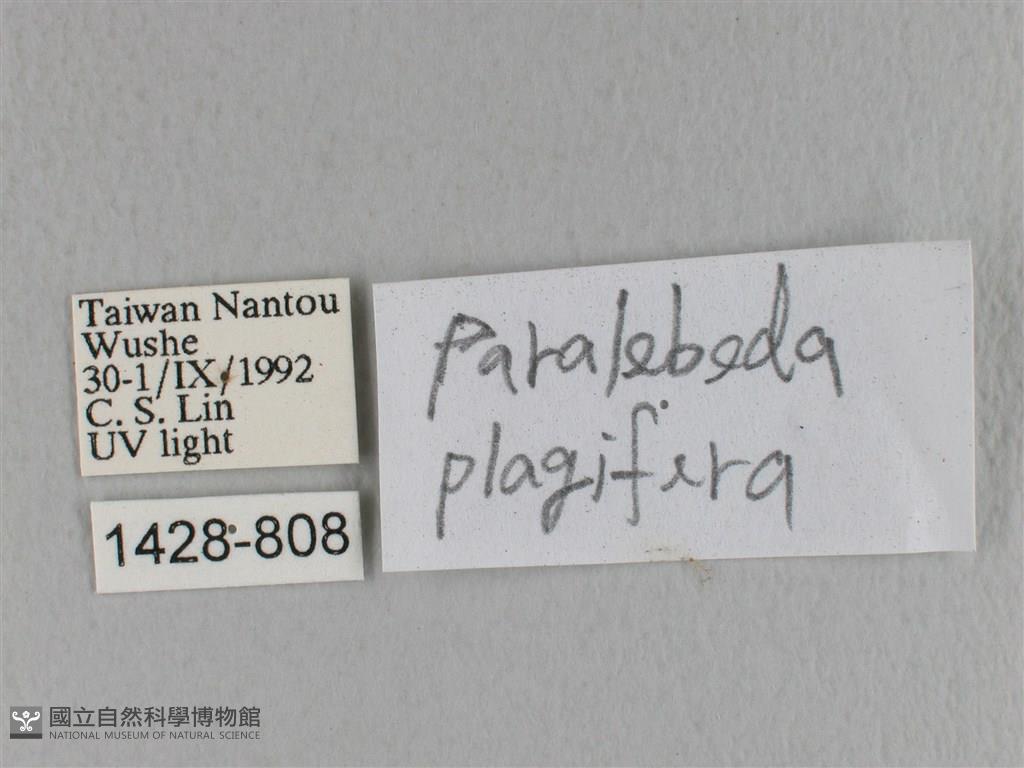 Taiwan Nantou
Wushe
30-1/IX/1992
C. S. Lin
UV light
1428-808
Paralebeda
plagifera
國立自然科學博物館
NATIONAL MUSEUM OF NATURAL SCIENCE